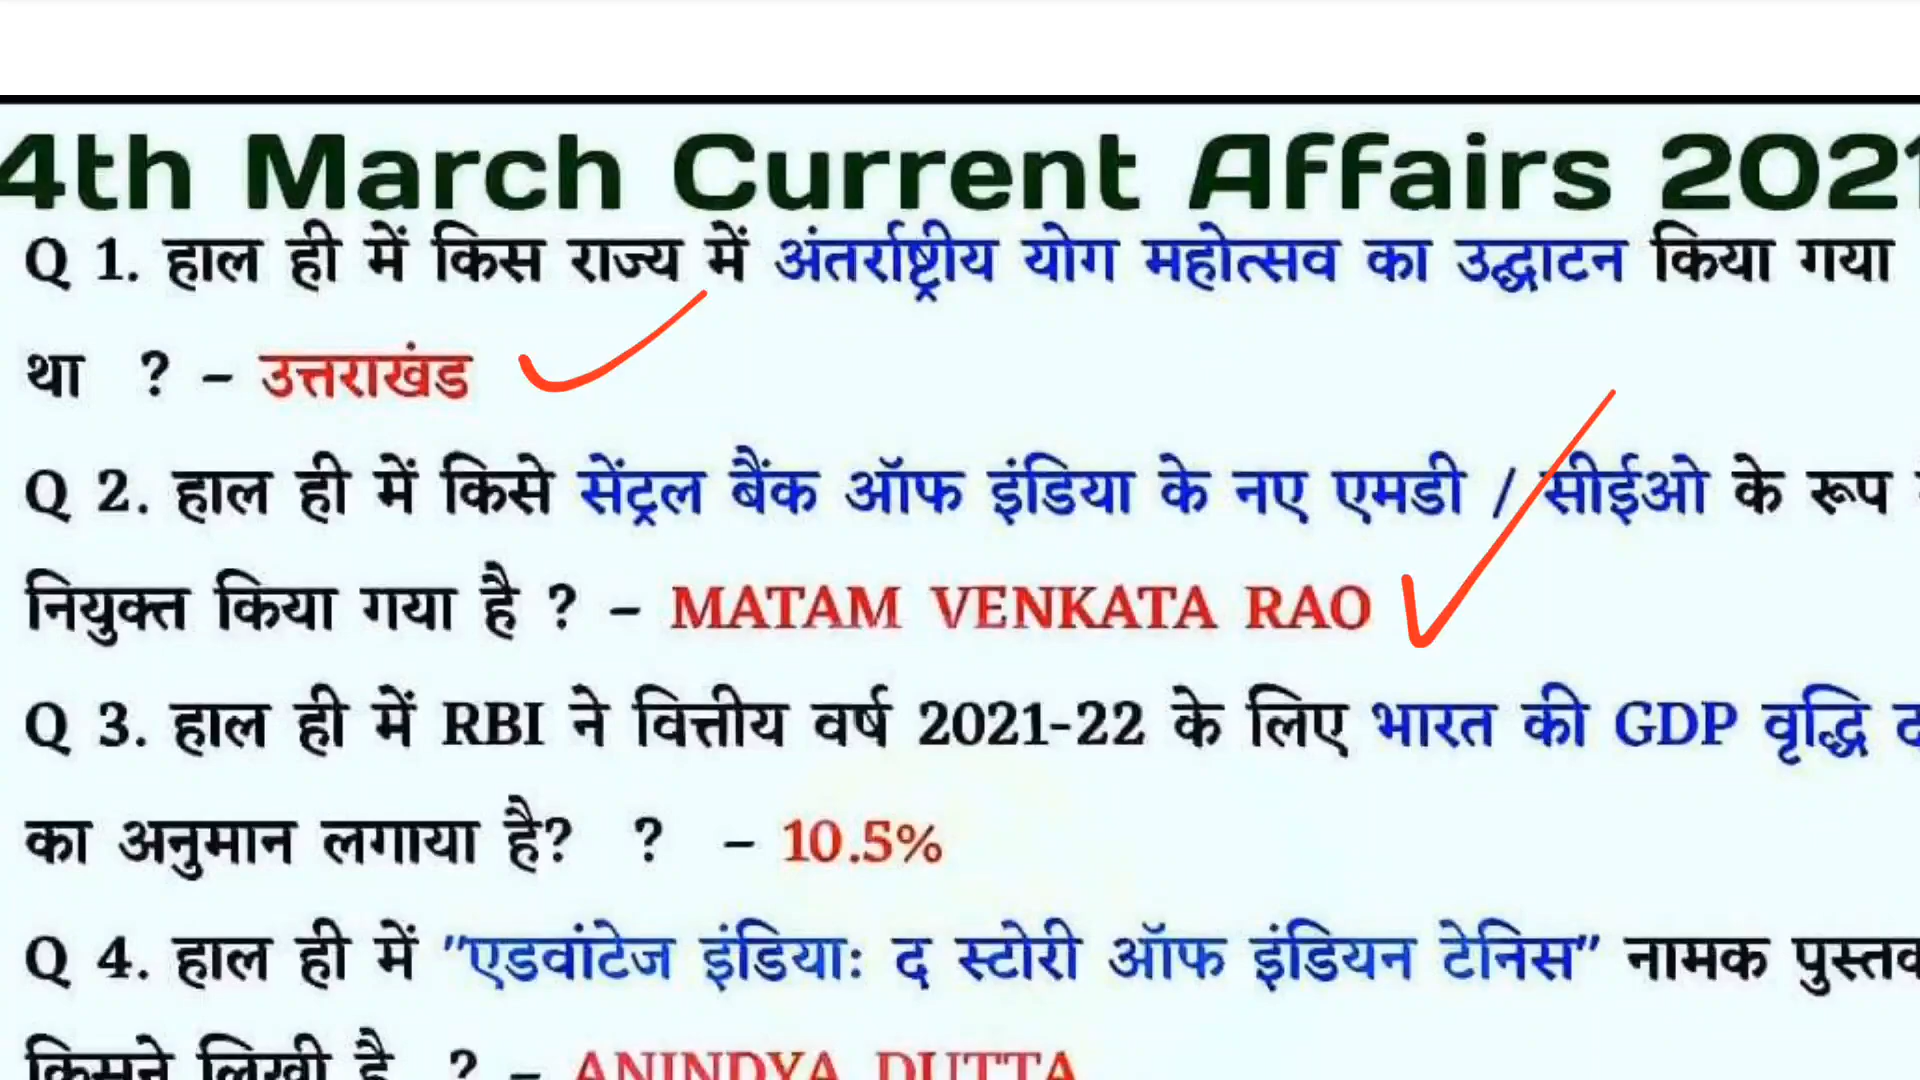 4th March Current Affairs 2021
Q 1. हाल ही में किस राज्य में अंतर्राष्ट्रीय योग महोत्सव का उद्घाटन किया गया
था ? – उत्तराखंड
Q 2. हाल ही में किसे सेंट्रल बैंक ऑफ इंडिया के नए एमडी / सीईओ के रूप
नियुक्त किया गया है ? – MATAM VENKATA RAO
Q 3. हाल ही में RBI ने वित्तीय वर्ष 2021-22 के लिए भारत की GDP वृद्धि
का अनुमान लगाया है? ? – 10.5%
Q 4. हाल ही में "एडवांटेज इंडिया: द स्टोरी ऑफ इंडियन टेनिस" नामक पुस्तक
किसने लिखी है ? – ANINDYA DUTTA